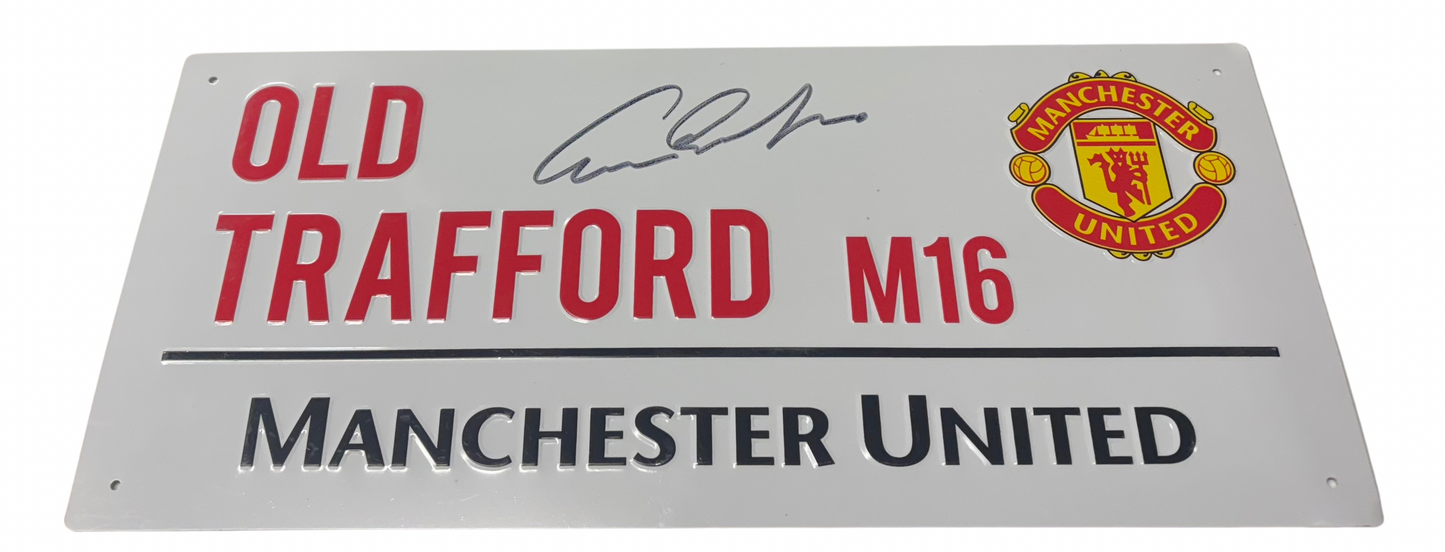 OLD
TRAFFORD M16
MANCHESTER UNITED
MANCHESTER
UNITED